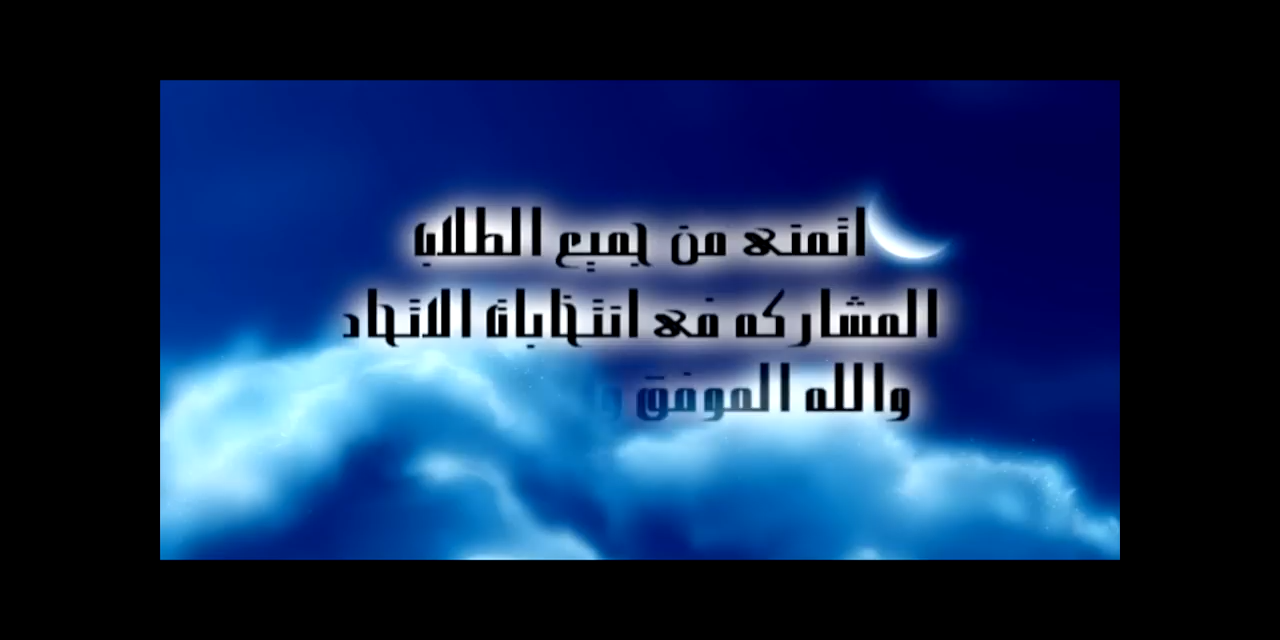 اتمنى من جميع الطلاب
المشاركه فى انتخابات الاتحاد
والله الموفق